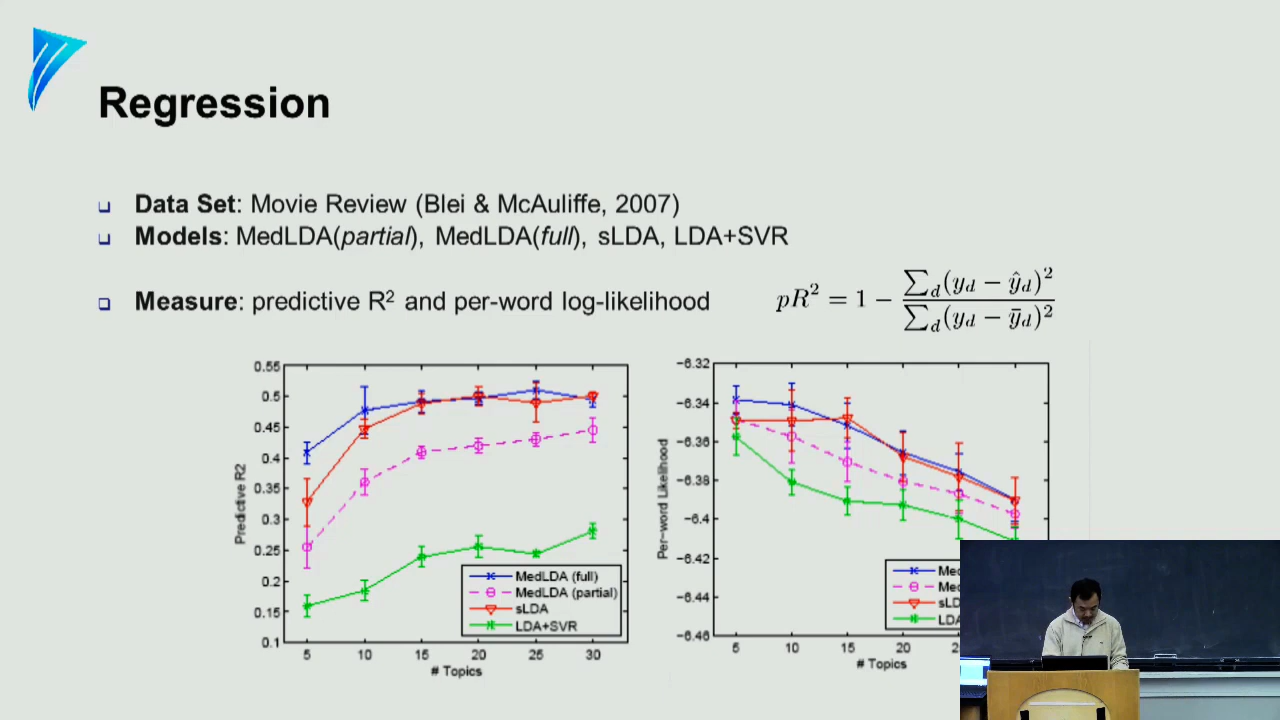 Regression
Data Set: Movie Review (Blei & McAuliffe, 2007)
Models: MedLDA(partial), MedLDA(full), sLDA, LDA+SVR
Measure: predictive R² and per-word log-likelihood
pR² = 1 − ∑d(yd − ŷd)² / ∑d(yd − ȳd)²
0.55
0.5
0.45
0.4
0.35
0.3
0.25
0.2
0.15
0.1
Predictive R2
5 10 15 20 25 30
# Topics
MedLDA (full)
MedLDA (partial)
sLDA
LDA+SVR
−6.32
−6.34
−6.36
−6.38
−6.4
−6.42
−6.44
−6.46
Per−word Likelihood
5 10 15 20
# Topics